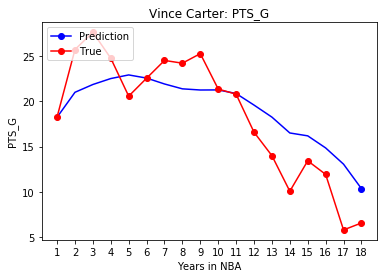 Vince Carter: PTS_G
Prediction
True
25
20
15
10
5
PTS_G
1 2 3 4 5 6 7 8 9 10 11 12 13 14 15 16 17 18
Years in NBA